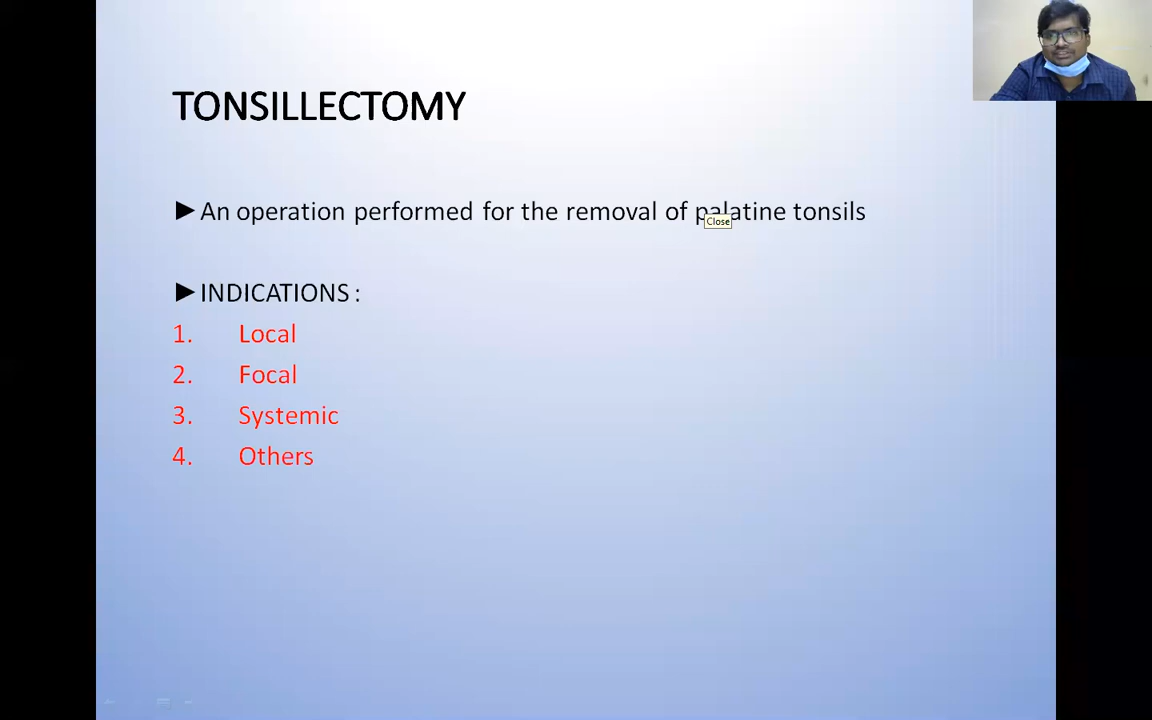 TONSILLECTOMY
►An operation performed for the removal of palatine tonsils
Close
►INDICATIONS :
1. Local
2. Focal
3. Systemic
4. Others